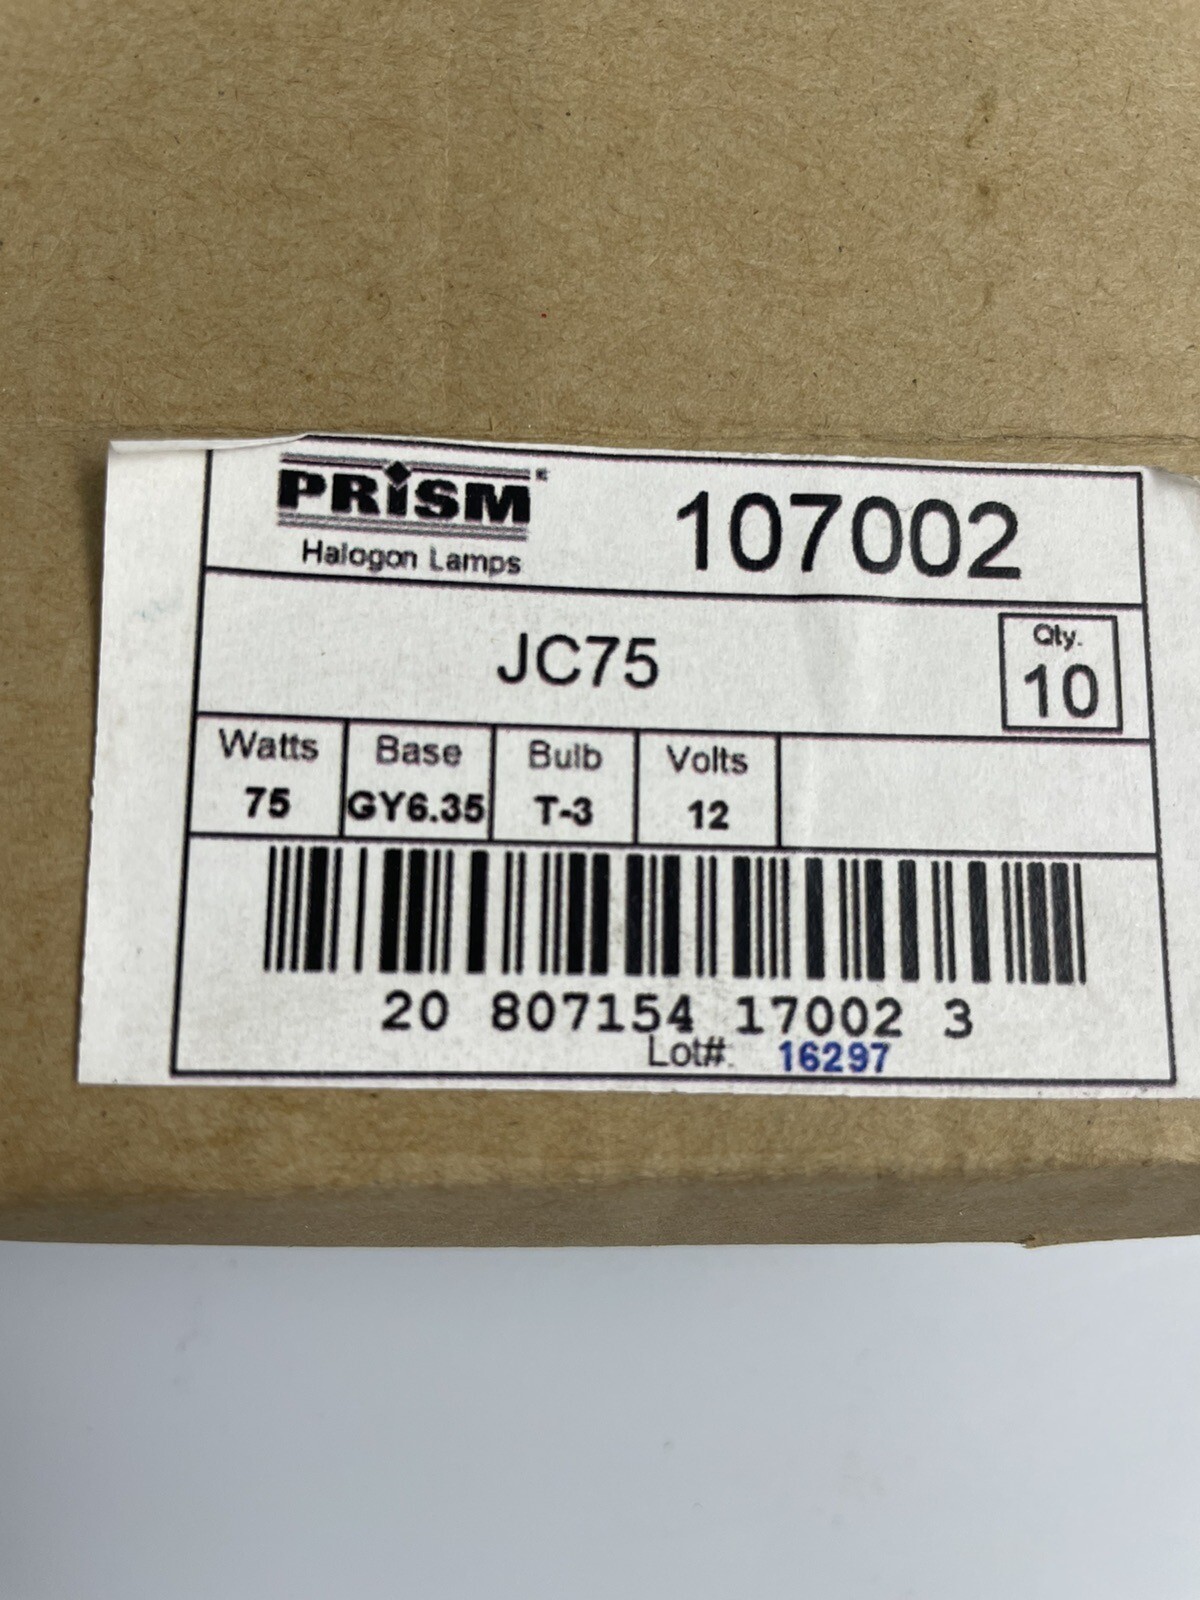 PRiSM®
Halogon Lamps
107002
JC75
Qty.
10
Watts Base Bulb Volts
75 GY6.35 T-3 12
20 807154 17002 3
Lot#: 16297